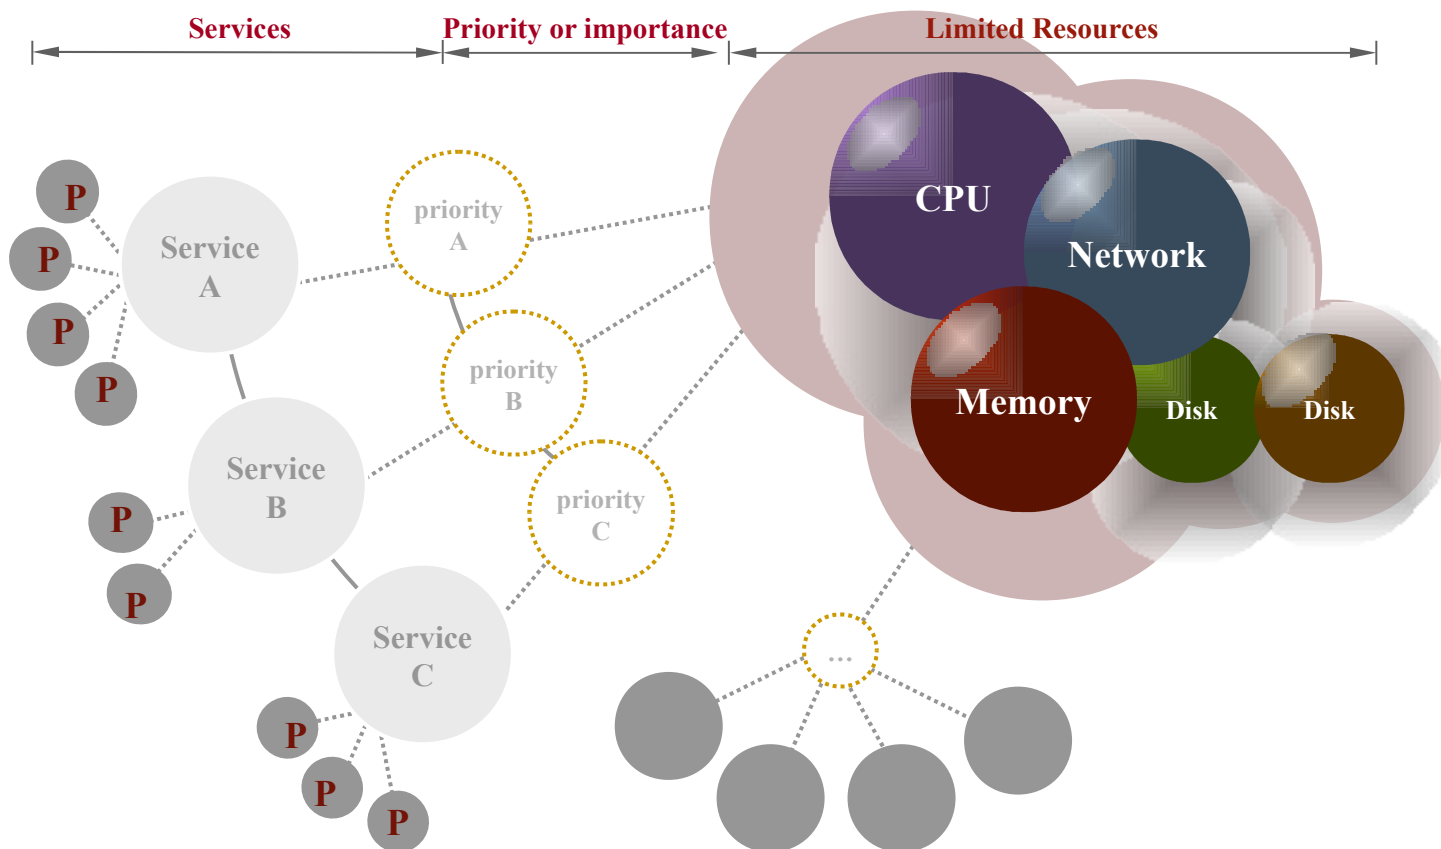 Services
Priority or importance
Limited Resources
P
P
P
P
Service
A
priority
A
CPU
Network
Service
B
priority
B
Memory
Disk
Disk
P
P
priority
C
Service
C
...
P
P
P